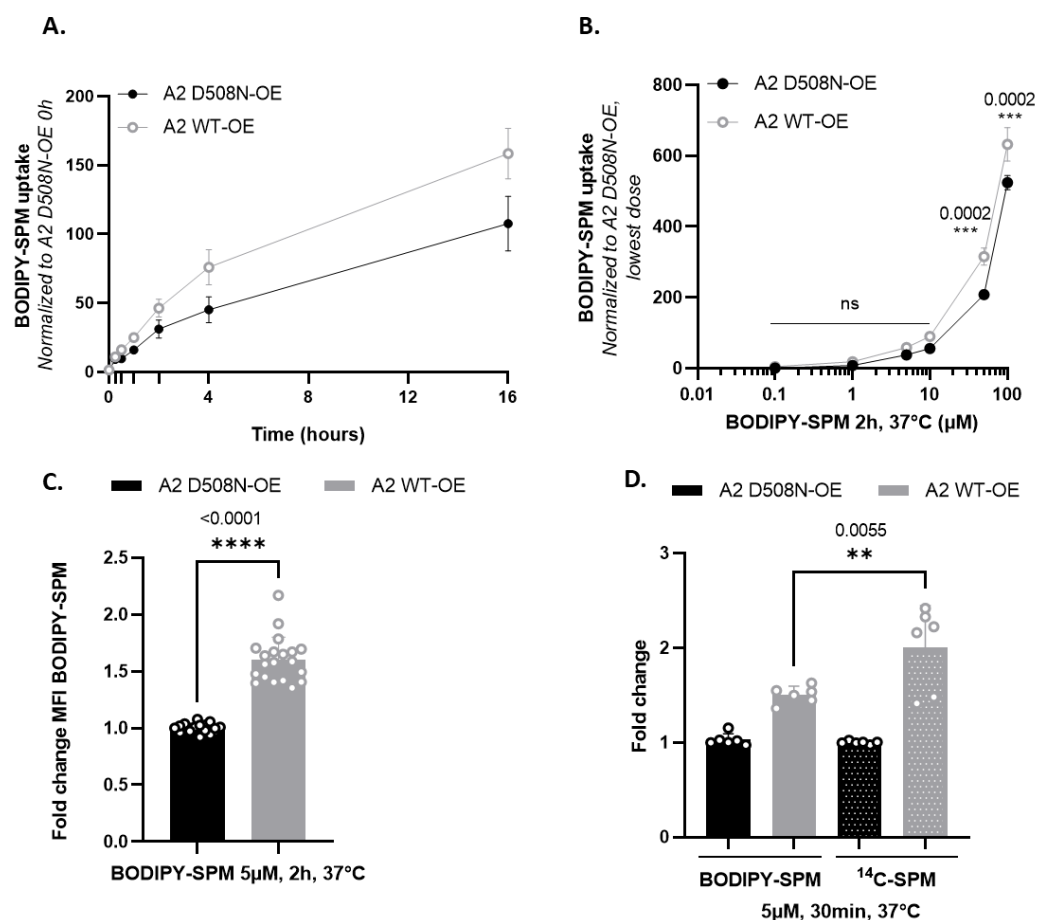 A.
A2 D508N-OE
A2 WT-OE
BODIPY-SPM uptake
Normalized to A2 D508N-OE 0h
200
150
100
50
0
0 4 8 12 16
Time (hours)
B.
A2 D508N-OE
A2 WT-OE
BODIPY-SPM uptake
Normalized to A2 D508N-OE,
lowest dose
800
600
400
200
0
0.0002
***
0.0002
***
ns
0.01 0.1 1 10 100
BODIPY-SPM 2h, 37°C (µM)
C.
A2 D508N-OE A2 WT-OE
<0.0001
****
Fold change MFI BODIPY-SPM
2.5
2.0
1.5
1.0
0.5
0.0
BODIPY-SPM 5µM, 2h, 37°C
D.
A2 D508N-OE A2 WT-OE
0.0055
**
Fold change
3
2
1
0
BODIPY-SPM ¹⁴C-SPM
5µM, 30min, 37°C